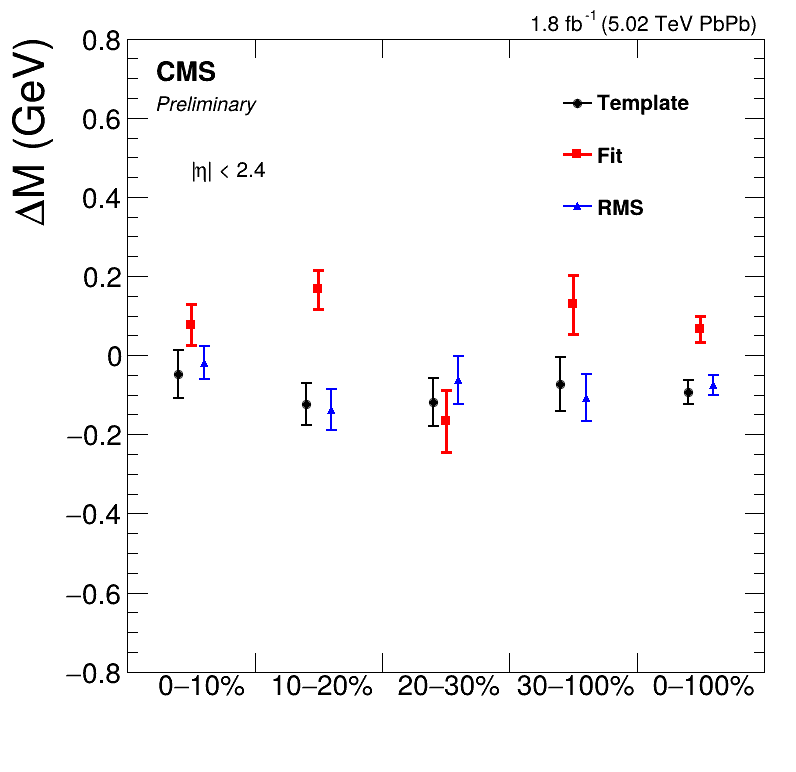 1.8 fb⁻¹ (5.02 TeV PbPb)
ΔM (GeV)
0.8
0.6
0.4
0.2
0
−0.2
−0.4
−0.6
−0.8
CMS
Preliminary
|η| < 2.4
Template
Fit
RMS
0−10% 10−20% 20−30% 30−100% 0−100%